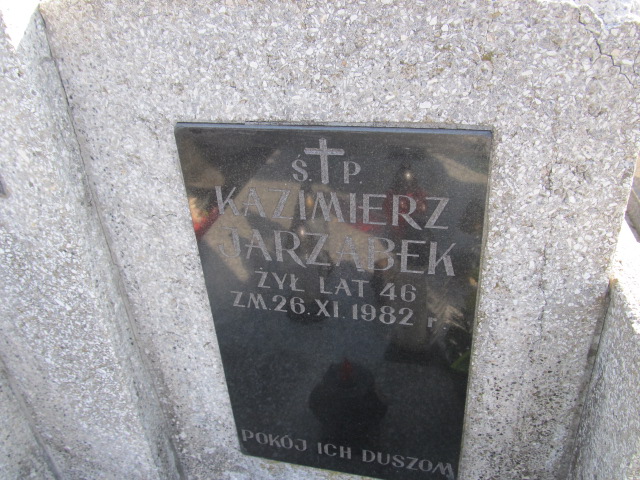 Ś. P.
KAZIMIERZ
JARZĄBEK
ŻYŁ LAT 46
ZM. 26. XI. 1982 r.
POKÓJ ICH DUSZOM